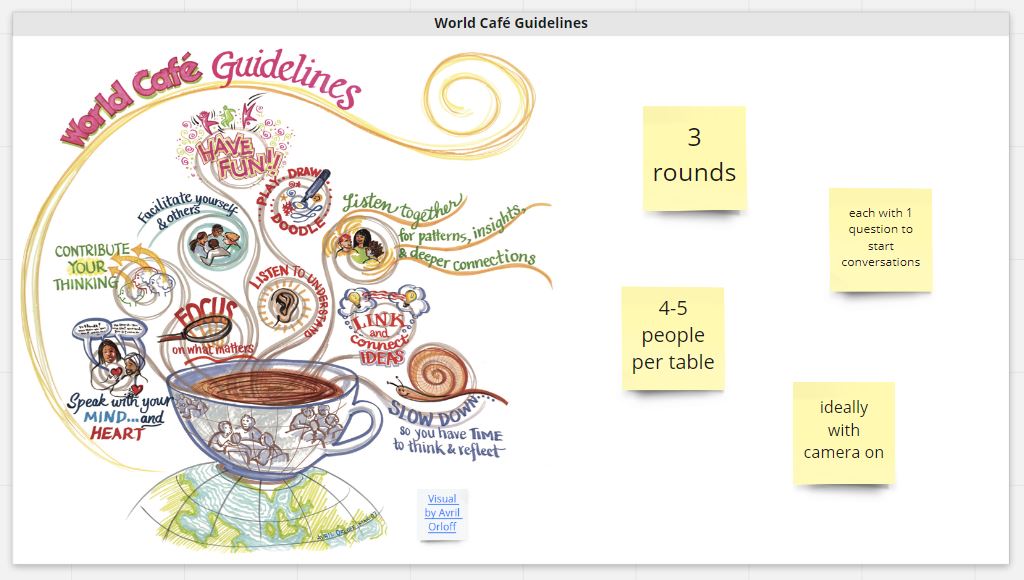 World Café Guidelines
World Café Guidelines
HAVE
FUN!!
PLAY.. DRAW..
DOODLE
Facilitate yourself
& others
Listen together
for patterns, insights,
& deeper connections
CONTRIBUTE
YOUR
THINKING
LISTEN TO UNDERSTAND
FOCUS
on what matters
LINK
and
connect
IDEAS
Speak with your
MIND...and
HEART
SLOW DOWN..
so you have TIME
to think & reflect
Visual
by Avril
Orloff
3
rounds
each with 1
question to
start
conversations
4-5
people
per table
ideally
with
camera on